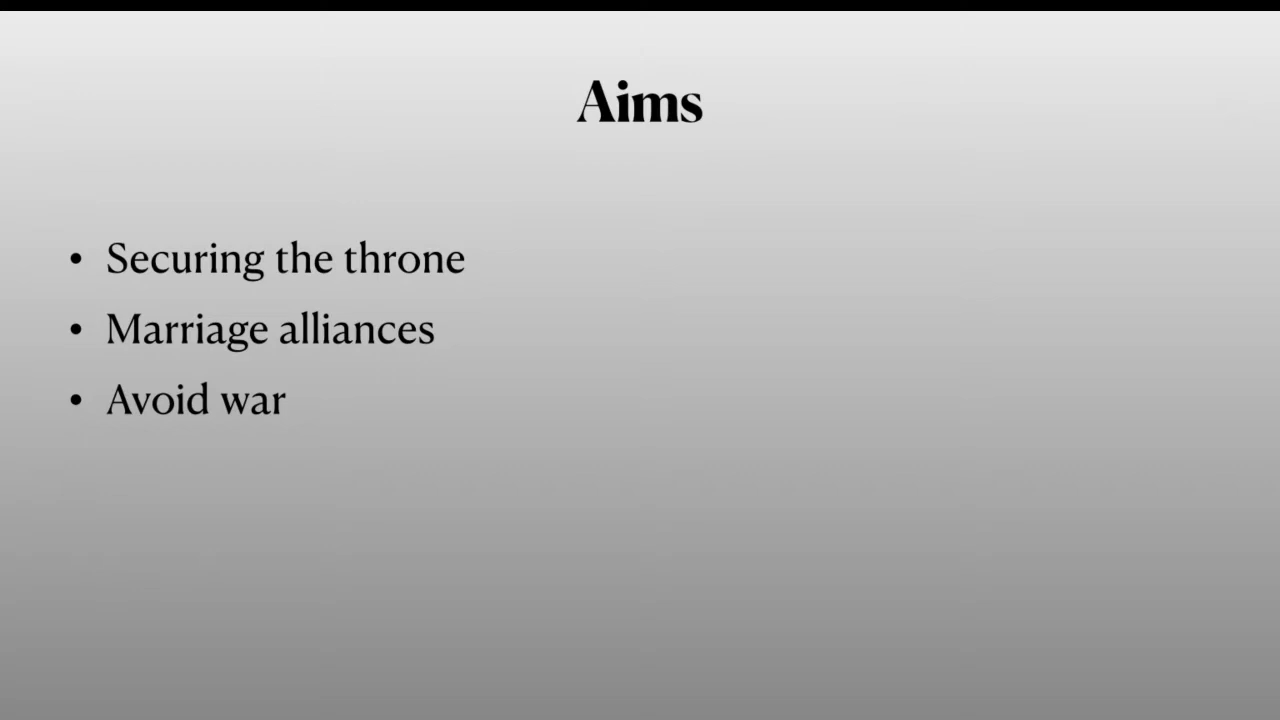 Aims
• Securing the throne
• Marriage alliances
• Avoid war